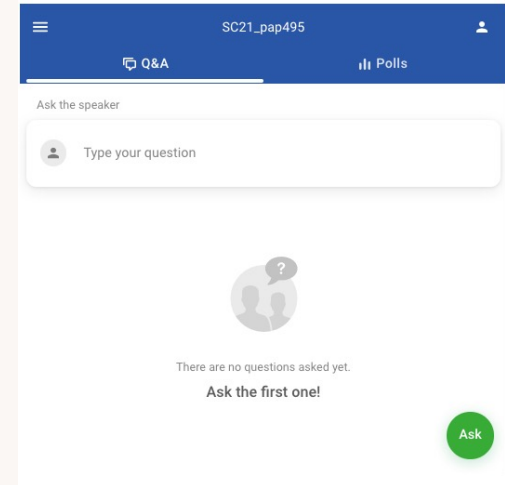 SC21_pap495
Q&A
Polls
Ask the speaker
Type your question
?
There are no questions asked yet.
Ask the first one!
Ask